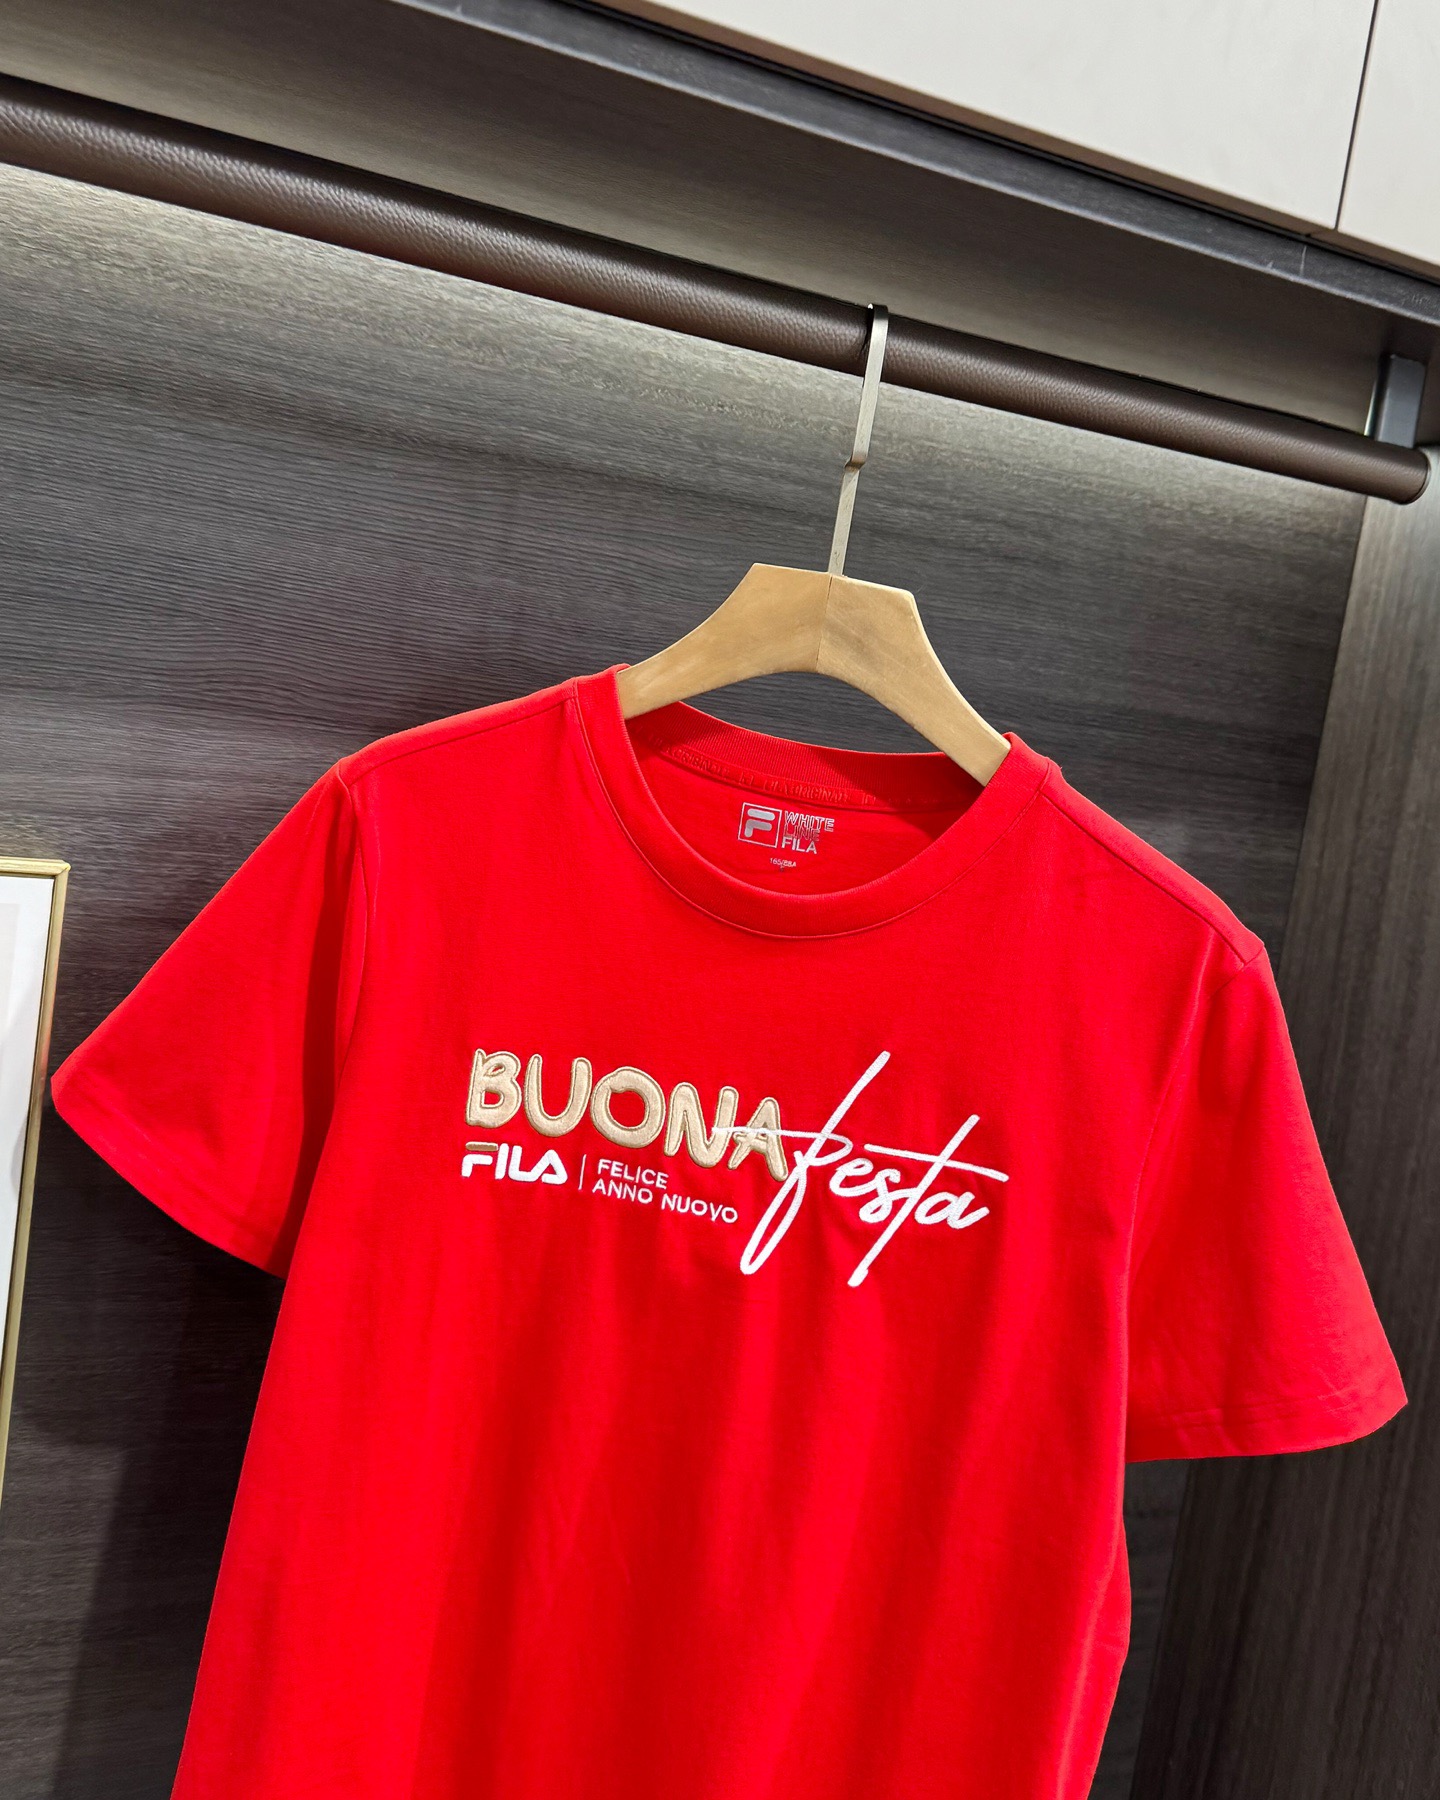 WHITE
LINE
FILA
BUONA festa
FILA | FELICE
ANNO NUOVO